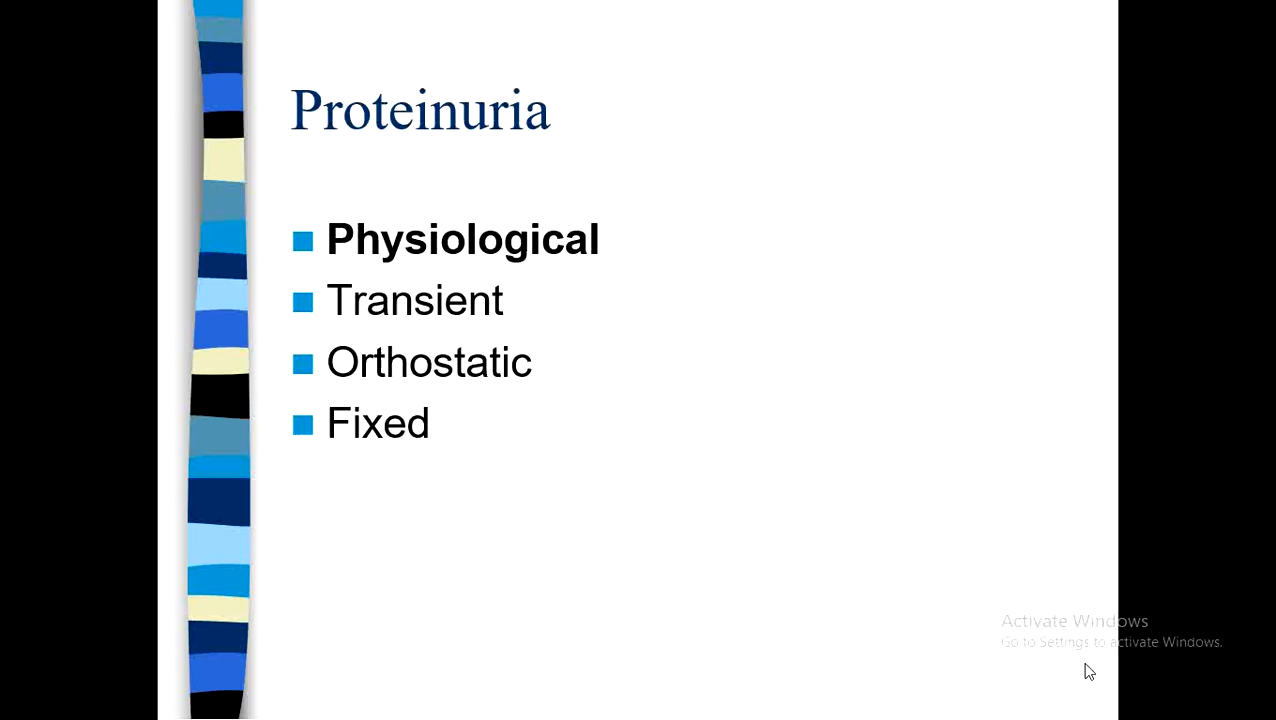 Proteinuria
Physiological
Transient
Orthostatic
Fixed
Activate Windows
Go to Settings to activate Windows.